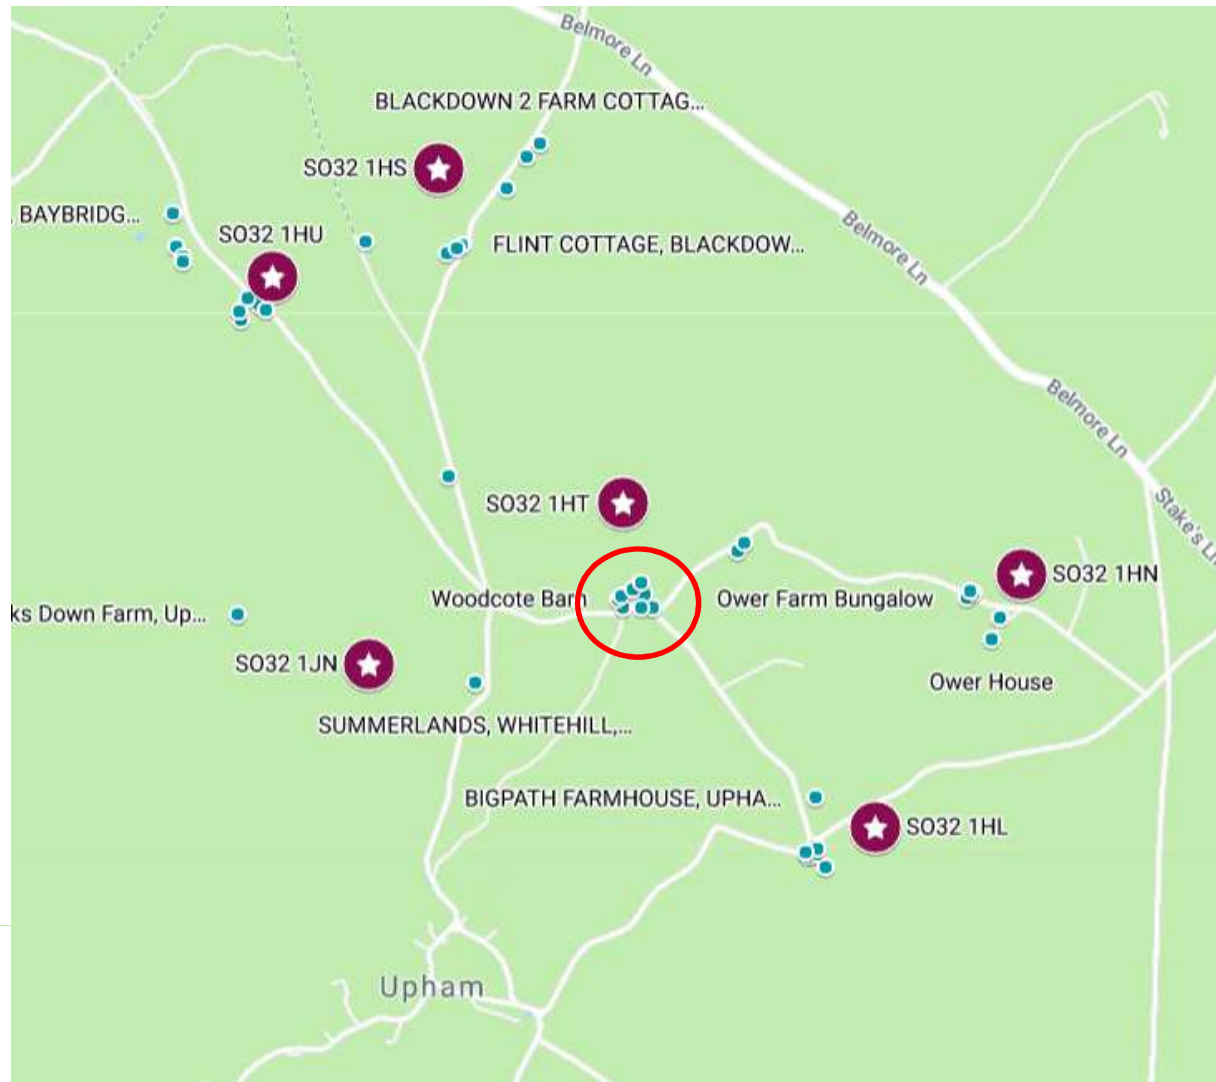 Belmore Ln
BLACKDOWN 2 FARM COTTAG...
SO32 1HS
BAYBRIDG...
SO32 1HU
FLINT COTTAGE, BLACKDOW...
Belmore Ln
Belmore Ln
SO32 1HT
Stake's Ln
SO32 1HN
Woodcote Barn
Ower Farm Bungalow
ks Down Farm, Up...
SO32 1JN
Ower House
SUMMERLANDS, WHITEHILL,...
BIGPATH FARMHOUSE, UPHA...
SO32 1HL
Upham